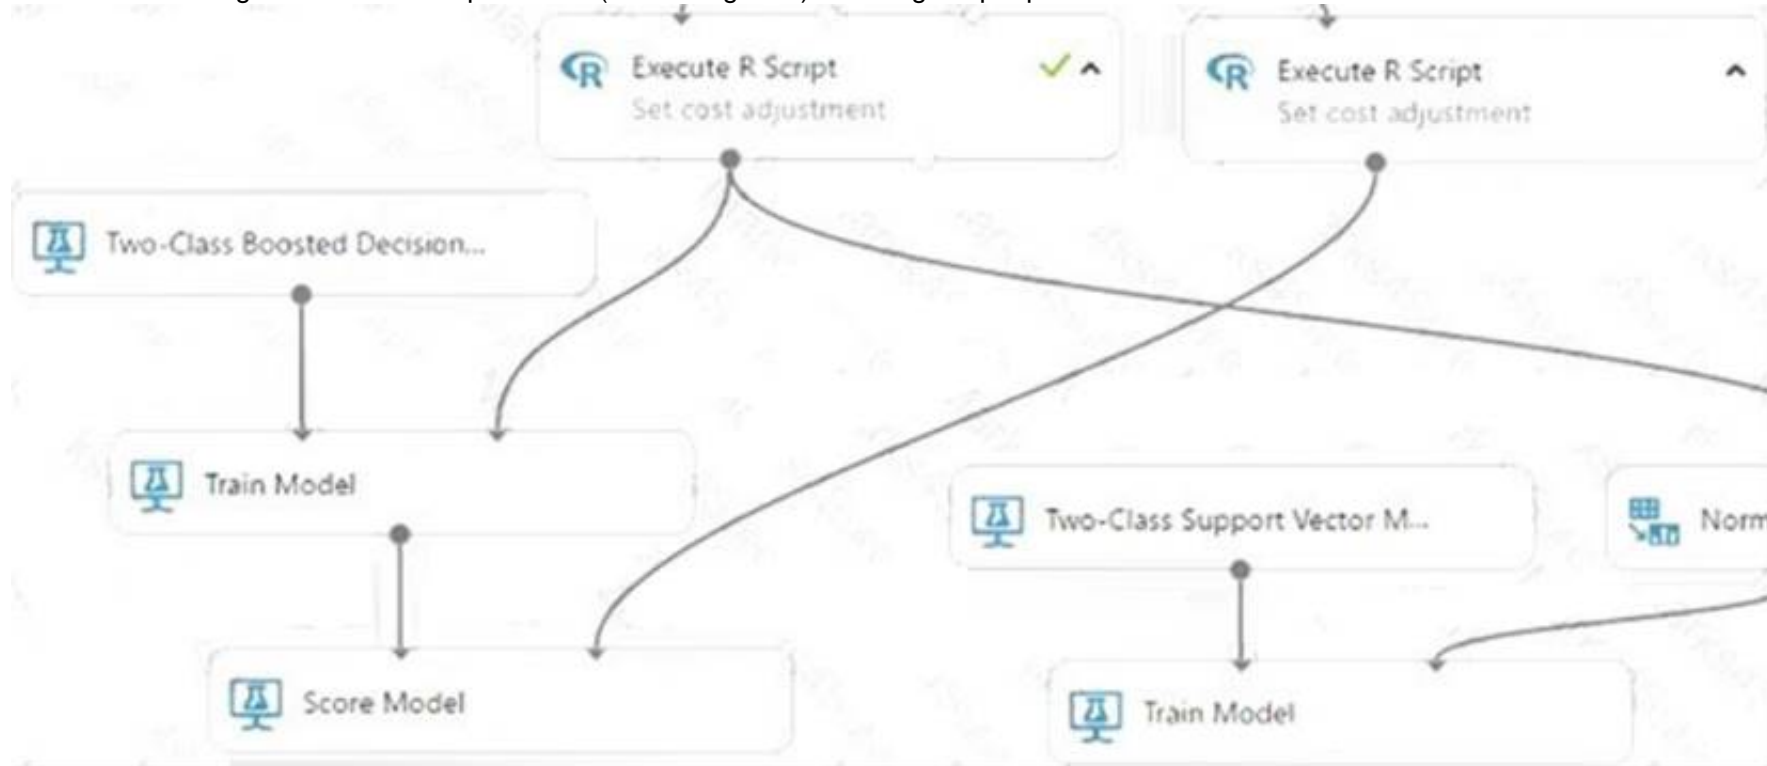 Execute R Script
Set cost adjustment
Execute R Script
Set cost adjustment
Two-Class Boosted Decision...
Train Model
Two-Class Support Vector M...
Norm
Score Model
Train Model